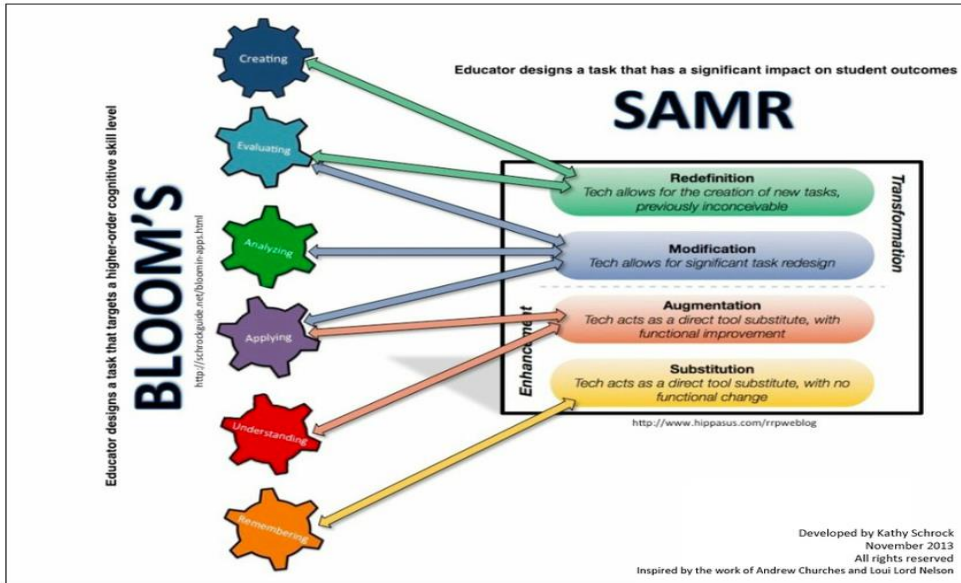 Educator designs a task that targets a higher-order cognitive skill level
BLOOM'S
http://schrockguide.net/bloomin-apps.html
Creating
Evaluating
Analyzing
Applying
Understanding
Remembering
Educator designs a task that has a significant impact on student outcomes
SAMR
Redefinition
Tech allows for the creation of new tasks,
previously inconceivable
Modification
Tech allows for significant task redesign
Transformation
Augmentation
Tech acts as a direct tool substitute, with
functional improvement
Substitution
Tech acts as a direct tool substitute, with no
functional change
Enhancement
http://www.hippasus.com/rrpweblog
Developed by Kathy Schrock
November 2013
All rights reserved
Inspired by the work of Andrew Churches and Loui Lord Nelson